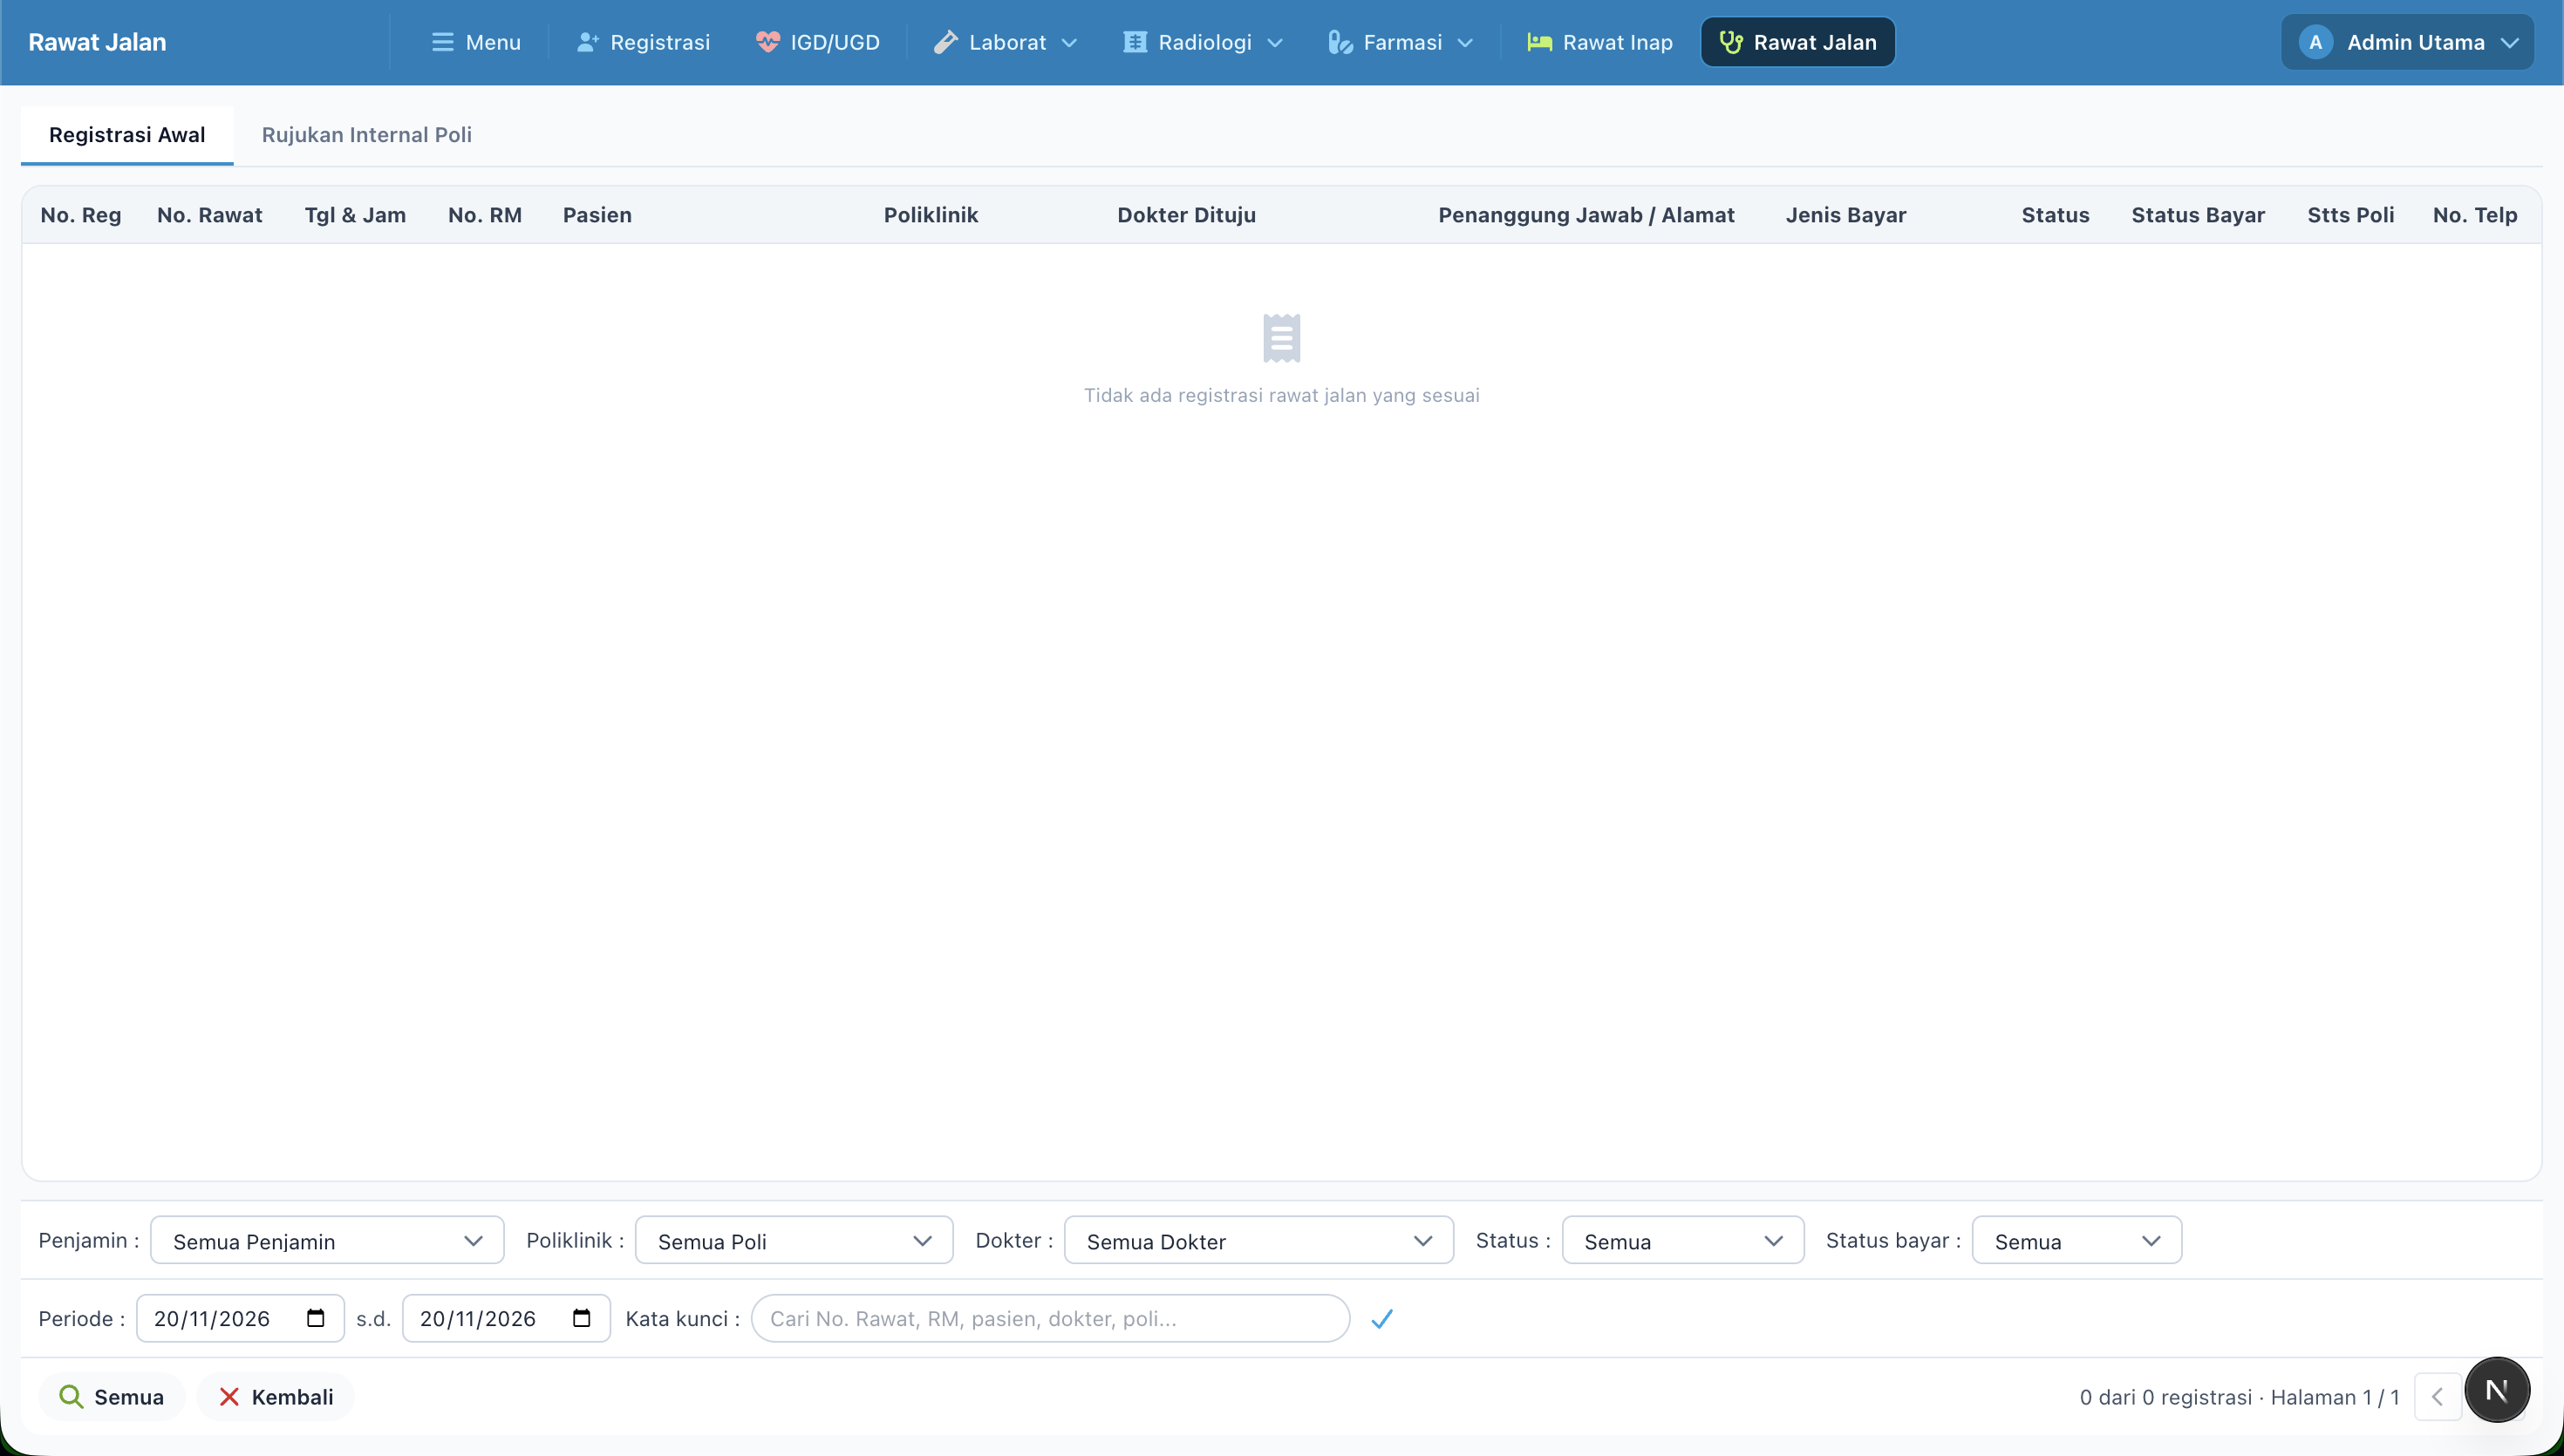 Rawat Jalan Menu Registrasi IGD/UGD Laborat Radiologi Farmasi Rawat Inap Rawat Jalan A Admin Utama
Registrasi Awal Rujukan Internal Poli
No. Reg No. Rawat Tgl & Jam No. RM Pasien Poliklinik Dokter Dituju Penanggung Jawab / Alamat Jenis Bayar Status Status Bayar Stts Poli No. Telp
Tidak ada registrasi rawat jalan yang sesuai
Penjamin : Semua Penjamin Poliklinik : Semua Poli Dokter : Semua Dokter Status : Semua Status bayar : Semua
Periode : 20/11/2026 s.d. 20/11/2026 Kata kunci : Cari No. Rawat, RM, pasien, dokter, poli...
Semua Kembali 0 dari 0 registrasi · Halaman 1 / 1 N